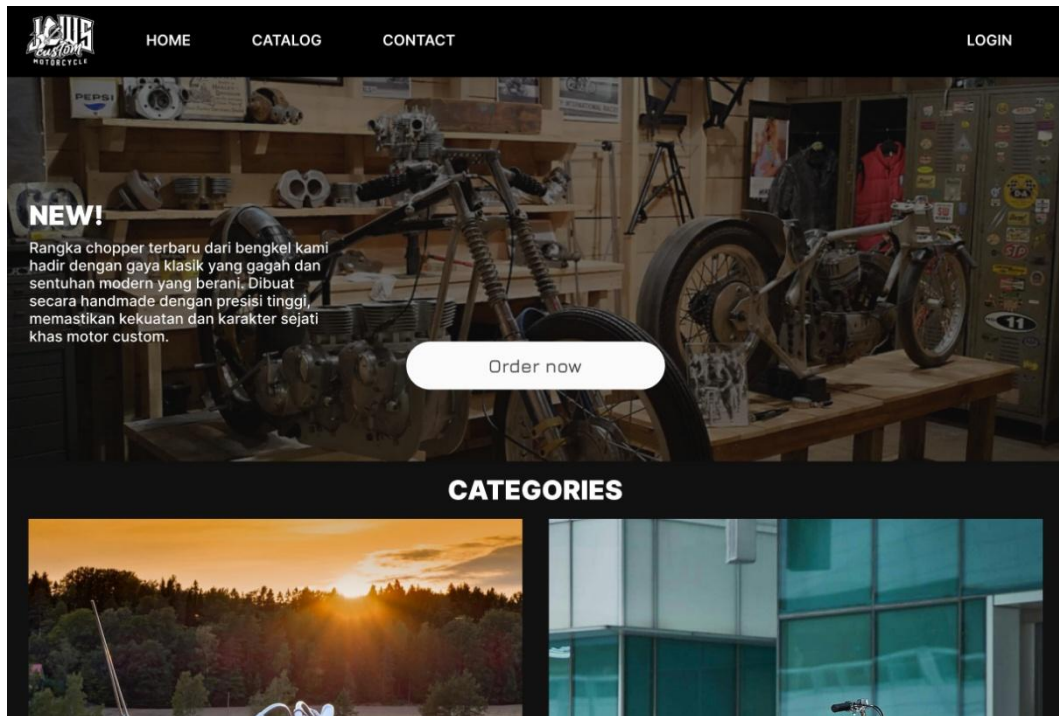 JOWS
custom
MOTORCYCLE
HOME
CATALOG
CONTACT
LOGIN
PEPSI
NEW!
Rangka chopper terbaru dari bengkel kami
hadir dengan gaya klasik yang gagah dan
sentuhan modern yang berani. Dibuat
secara handmade dengan presisi tinggi,
memastikan kekuatan dan karakter sejati
khas motor custom.
11
Order now
CATEGORIES